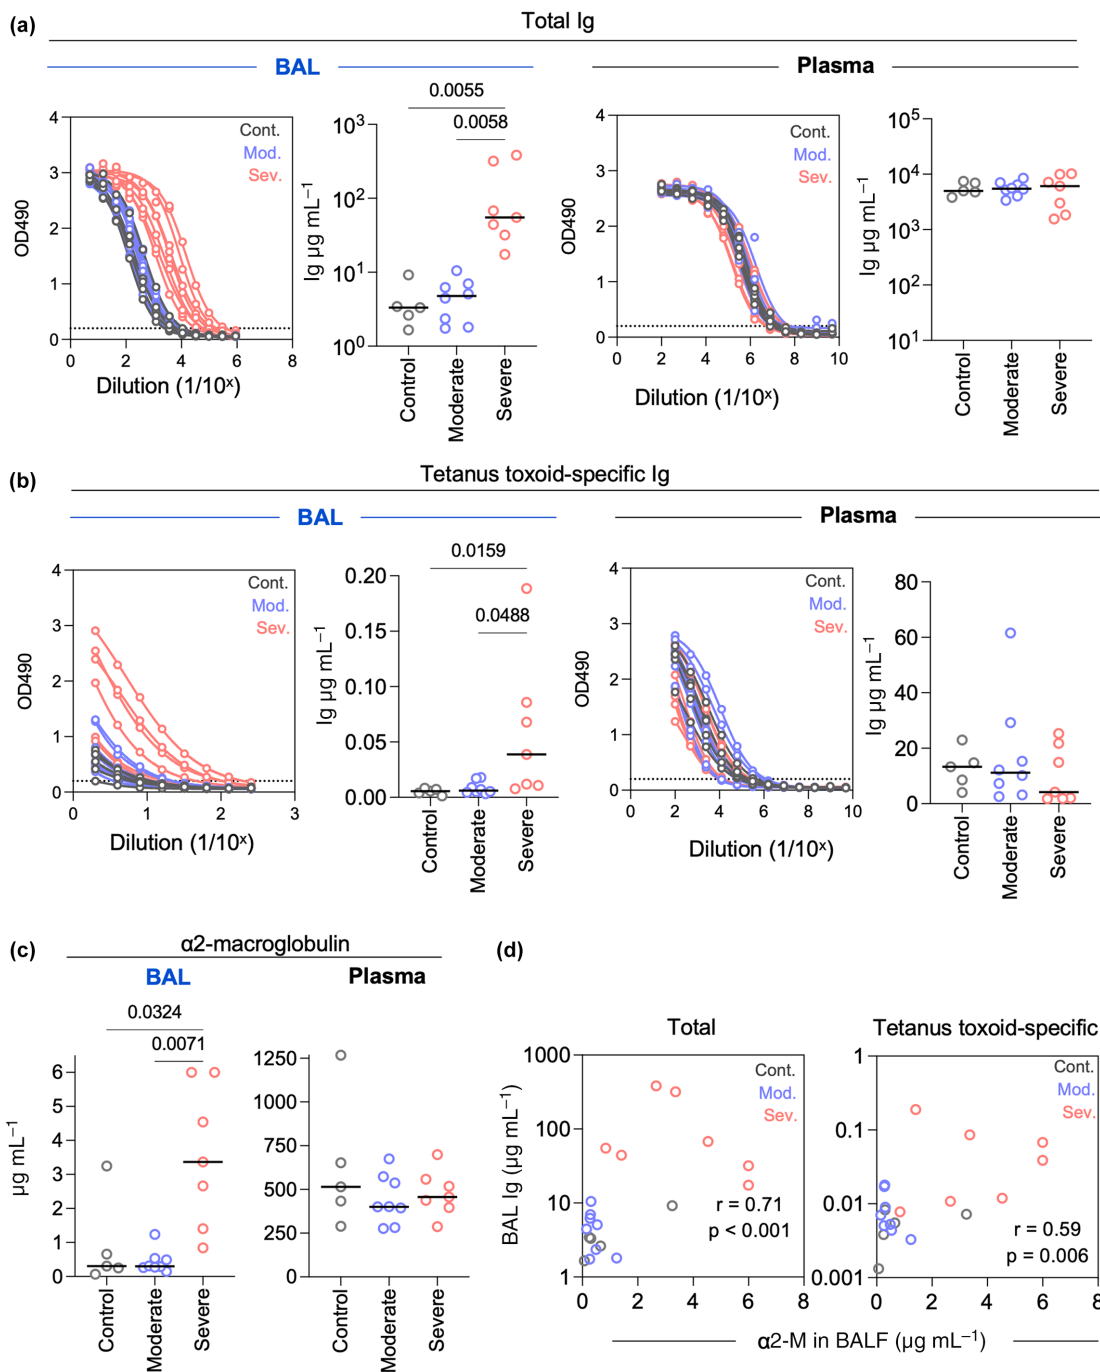 (a)
Total Ig
BAL
Plasma
0.0055
0.0058
4
3
2
1
0
OD490
Cont.
Mod.
Sev.
0 2 4 6 8
Dilution (1/10ˣ)
Ig µg mL⁻¹
10³
10²
10¹
10⁰
Control
Moderate
Severe
4
3
2
1
0
OD490
Cont.
Mod.
Sev.
0 2 4 6 8 10
Dilution (1/10ˣ)
Ig µg mL⁻¹
10⁵
10⁴
10³
10²
10¹
Control
Moderate
Severe
(b)
Tetanus toxoid-specific Ig
BAL
Plasma
0.0159
0.0488
4
3
2
1
0
OD490
Cont.
Mod.
Sev.
0 1 2 3
Dilution (1/10ˣ)
Ig µg mL⁻¹
0.20
0.15
0.10
0.05
0.00
Control
Moderate
Severe
4
3
2
1
0
OD490
Cont.
Mod.
Sev.
0 2 4 6 8 10
Dilution (1/10ˣ)
Ig µg mL⁻¹
80
60
40
20
0
Control
Moderate
Severe
(c)
α2-macroglobulin
BAL
Plasma
0.0324
0.0071
µg mL⁻¹
6
5
4
3
2
1
0
Control
Moderate
Severe
1250
1000
750
500
250
0
Control
Moderate
Severe
(d)
Total
Tetanus toxoid-specific
BAL Ig (µg mL⁻¹)
1000
100
10
1
Cont.
Mod.
Sev.
r = 0.71
p < 0.001
0 2 4 6 8
1
0.1
0.01
0.001
Cont.
Mod.
Sev.
r = 0.59
p = 0.006
0 2 4 6 8
α2-M in BALF (µg mL⁻¹)